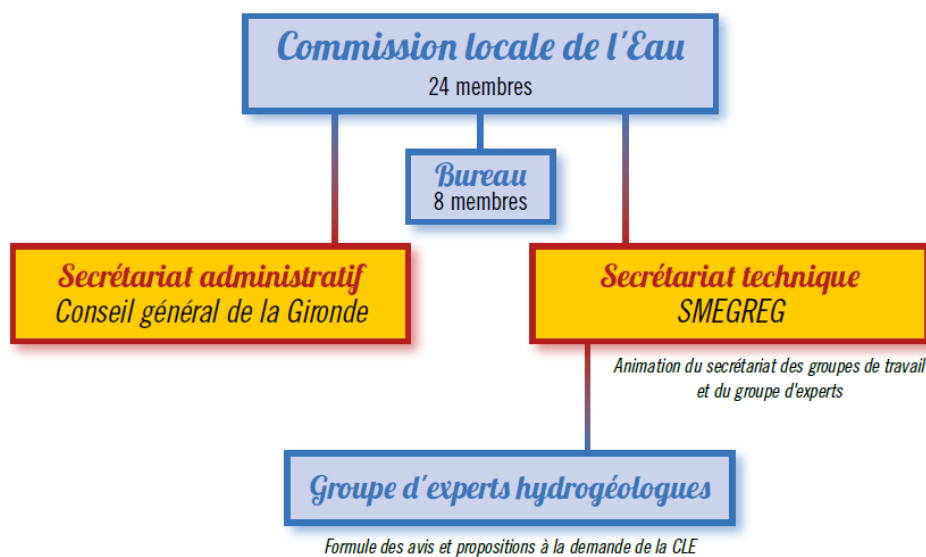 Commission locale de l'Eau
24 membres
Bureau
8 membres
Secrétariat administratif
Conseil général de la Gironde
Secrétariat technique
SMEGREG
Animation du secrétariat des groupes de travail
et du groupe d'experts
Groupe d'experts hydrogéologues
Formule des avis et propositions à la demande de la CLE